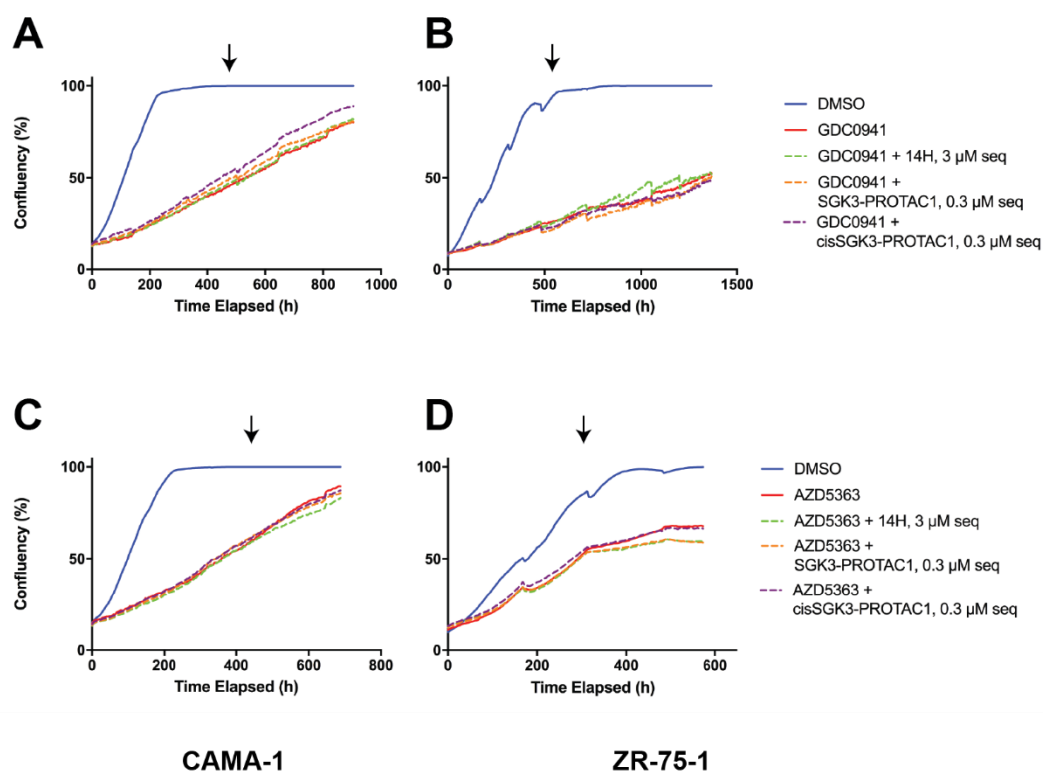 A
B
100
50
0
Confluency (%)
0
200
400
600
800
1000
Time Elapsed (h)
100
50
0
0
500
1000
1500
Time Elapsed (h)
DMSO
GDC0941
GDC0941 + 14H, 3 µM seq
GDC0941 +
SGK3-PROTAC1, 0.3 µM seq
GDC0941 +
cisSGK3-PROTAC1, 0.3 µM seq
C
D
100
50
0
Confluency (%)
0
200
400
600
800
Time Elapsed (h)
100
50
0
0
200
400
600
Time Elapsed (h)
DMSO
AZD5363
AZD5363 + 14H, 3 µM seq
AZD5363 +
SGK3-PROTAC1, 0.3 µM seq
AZD5363 +
cisSGK3-PROTAC1, 0.3 µM seq
CAMA-1
ZR-75-1